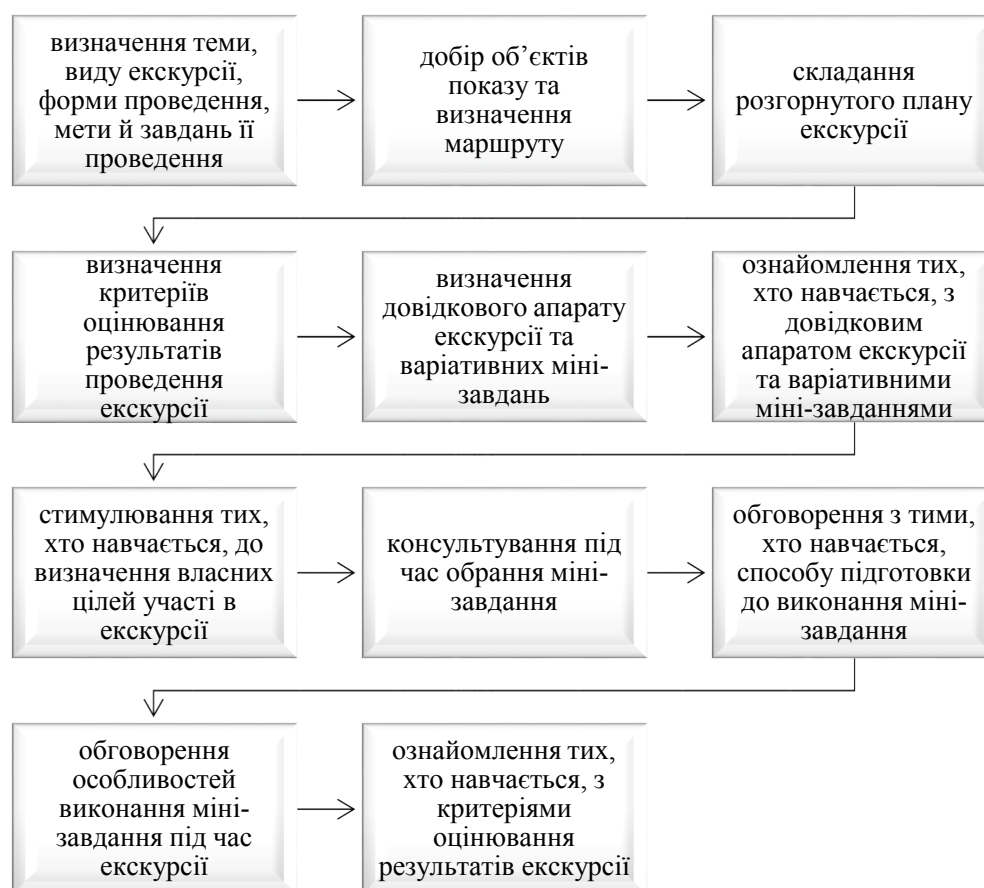 визначення теми,
виду екскурсії,
форми проведення,
мети й завдань її
проведення
добір об’єктів
показу та
визначення
маршруту
складання
розгорнутого плану
екскурсії
визначення
критеріїв
оцінювання
результатів
проведення
екскурсії
визначення
довідкового апарату
екскурсії та
варіативних міні-
завдань
ознайомлення тих,
хто навчається, з
довідковим
апаратом екскурсії
та варіативними
міні-завданнями
стимулювання тих,
хто навчається, до
визначення власних
цілей участі в
екскурсії
консультування під
час обрання міні-
завдання
обговорення з тими,
хто навчається,
способу підготовки
до виконання міні-
завдання
обговорення
особливостей
виконання міні-
завдання під час
екскурсії
ознайомлення тих,
хто навчається, з
критеріями
оцінювання
результатів екскурсії